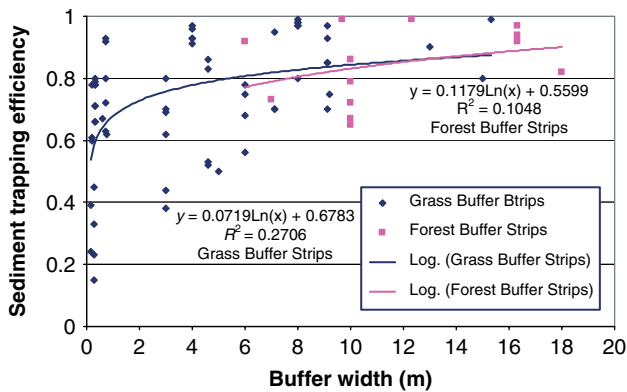 Sediment trapping efficiency
1
0.8
0.6
0.4
0.2
0
y = 0.1179Ln(x) + 0.5599
R² = 0.1048
Forest Buffer Strips
y = 0.0719Ln(x) + 0.6783
R² = 0.2706
Grass Buffer Strips
Grass Buffer Btrips
Forest Buffer Strips
Log. (Grass Buffer Strips)
Log. (Forest Buffer Strips)
0 2 4 6 8 10 12 14 16 18 20
Buffer width (m)